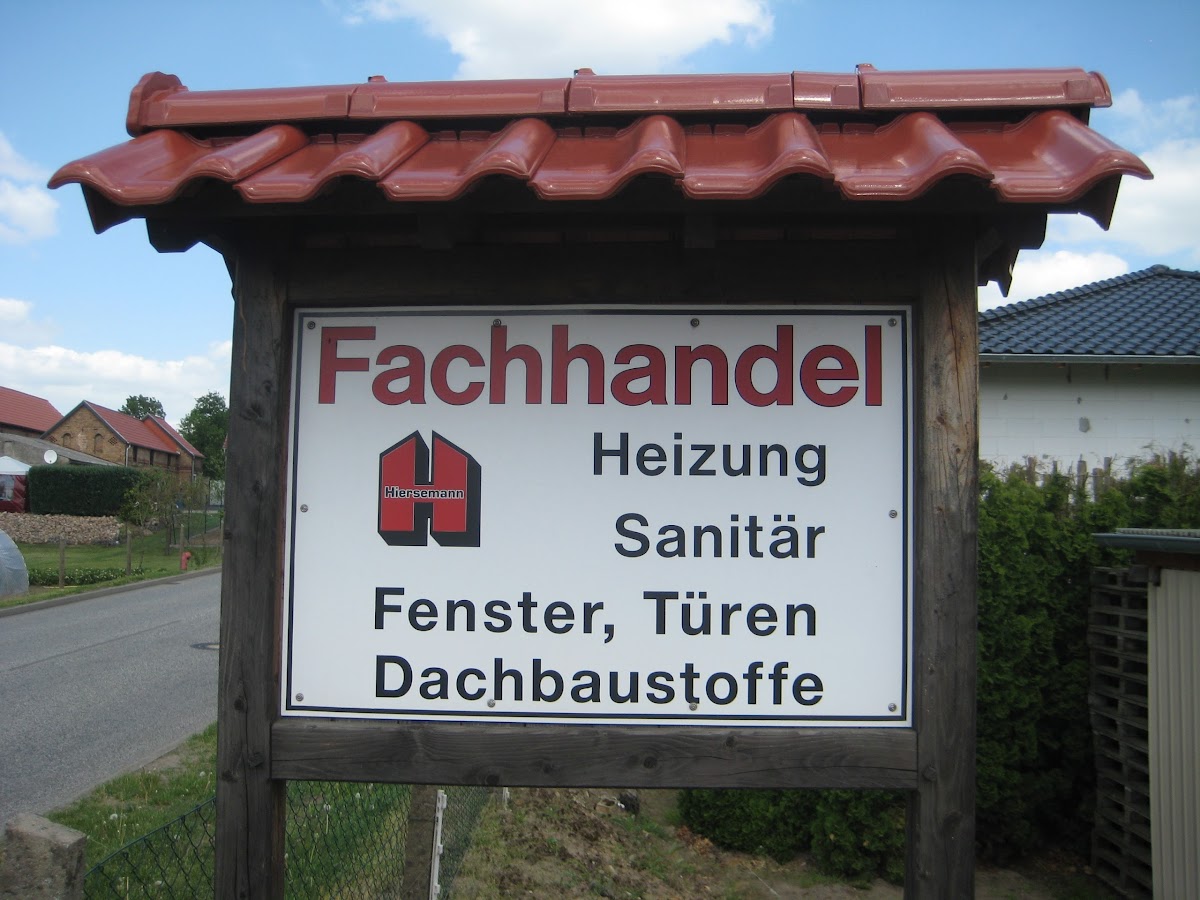 Fachhandel
Hiersemann
Heizung
Sanitär
Fenster, Türen
Dachbaustoffe